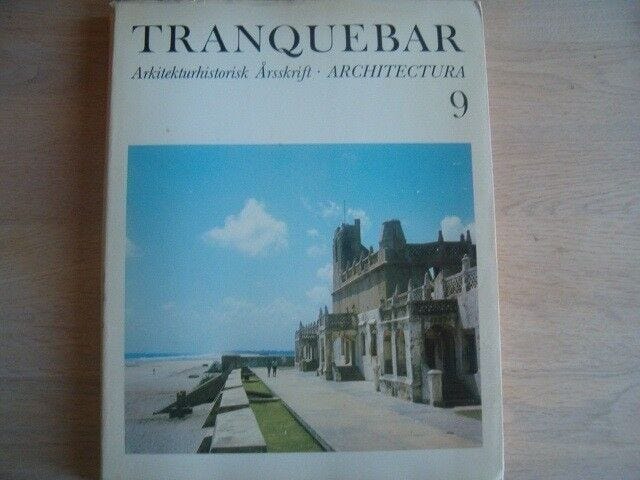 TRANQUEBAR
Arkitekturhistorisk Årsskrift · ARCHITECTURA
9